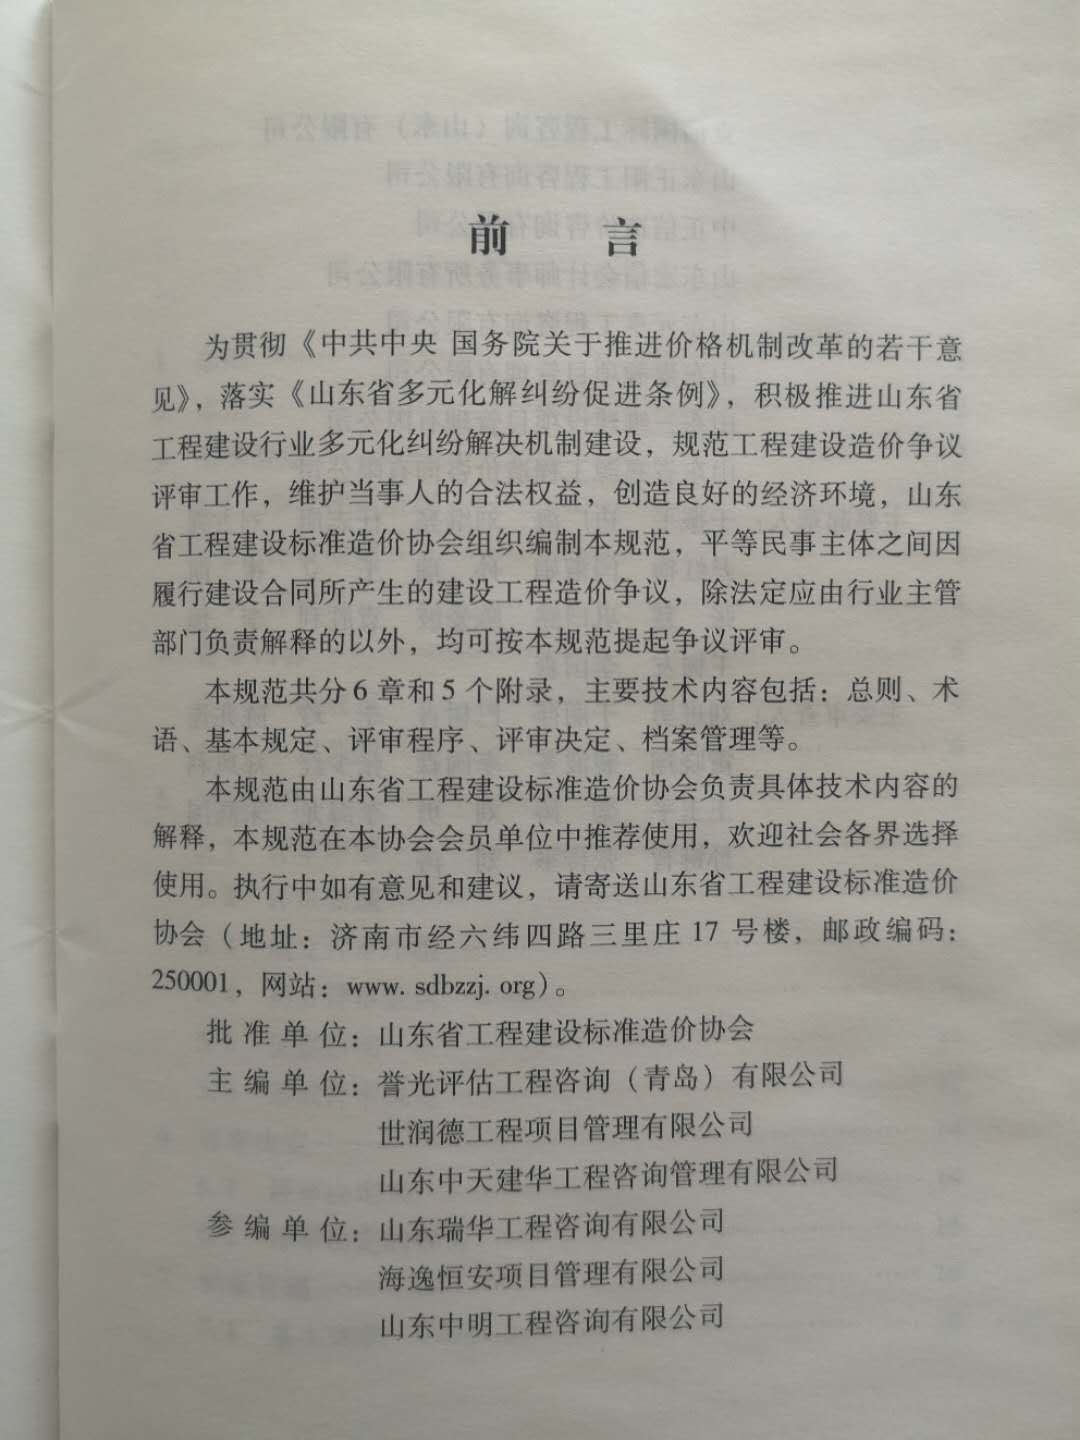 前 言
为贯彻《中共中央 国务院关于推进价格机制改革的若干意
见》，落实《山东省多元化解纠纷促进条例》，积极推进山东省
工程建设行业多元化纠纷解决机制建设，规范工程建设造价争议
评审工作，维护当事人的合法权益，创造良好的经济环境，山东
省工程建设标准造价协会组织编制本规范，平等民事主体之间因
履行建设合同所产生的建设工程造价争议，除法定应由行业主管
部门负责解释的以外，均可按本规范提起争议评审。
本规范共分6章和5个附录，主要技术内容包括：总则、术
语、基本规定、评审程序、评审决定、档案管理等。
本规范由山东省工程建设标准造价协会负责具体技术内容的
解释，本规范在本协会会员单位中推荐使用，欢迎社会各界选择
使用。执行中如有意见和建议，请寄送山东省工程建设标准造价
协会（地址：济南市经六纬四路三里庄17号楼，邮政编码：
250001，网站：www. sdbzzj. org）。
批准单位：山东省工程建设标准造价协会
主编单位：誉光评估工程咨询（青岛）有限公司
世润德工程项目管理有限公司
山东中天建华工程咨询管理有限公司
参编单位：山东瑞华工程咨询有限公司
海逸恒安项目管理有限公司
山东中明工程咨询有限公司